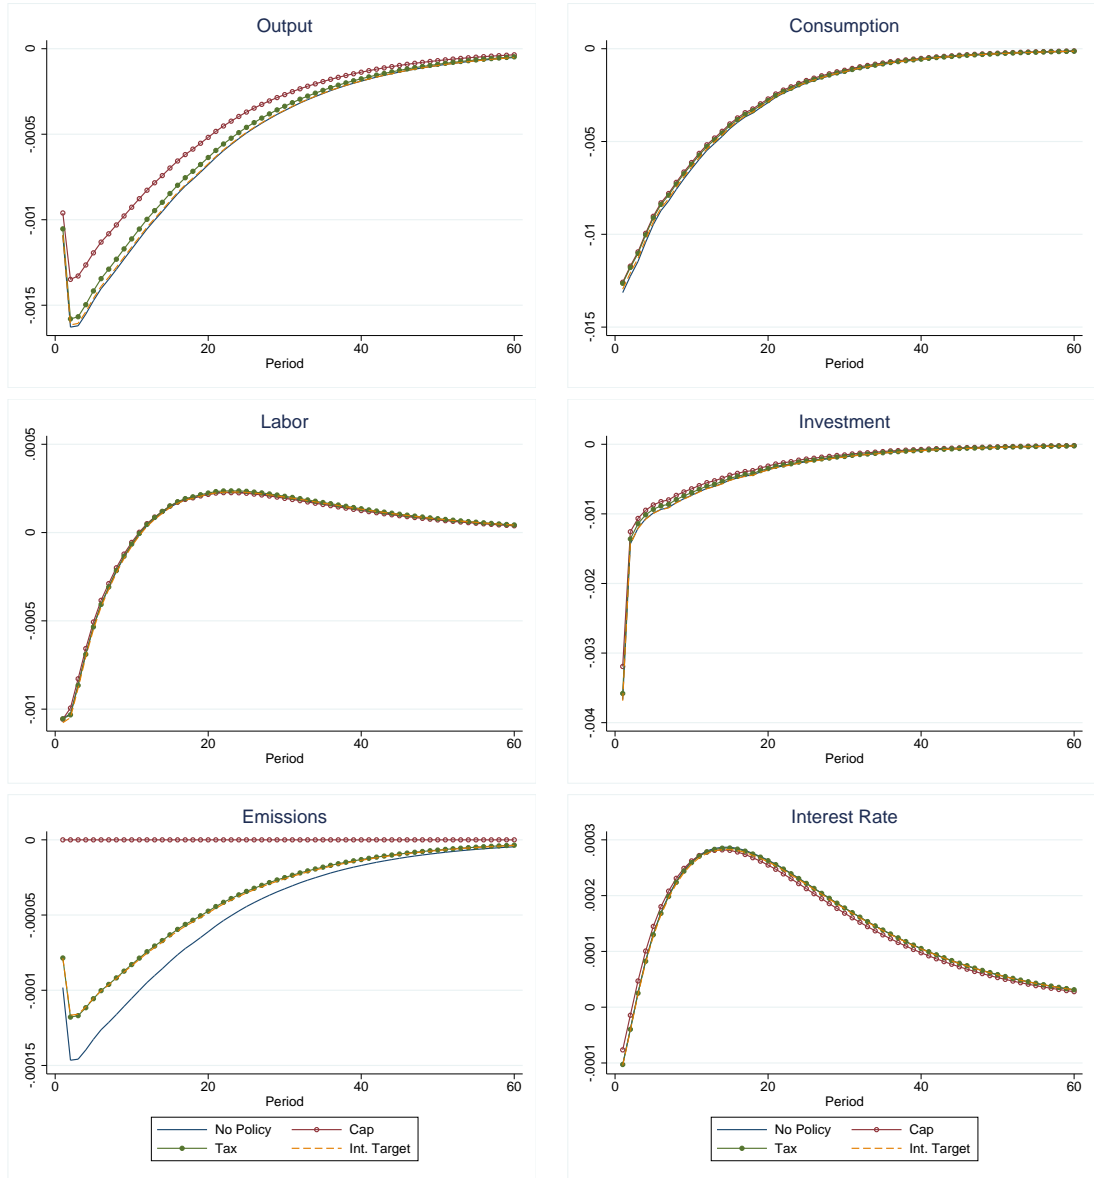 Output
0
-.0005
-.001
-.0015
0 20 40 60
Period
Consumption
0
-.005
-.01
-.015
0 20 40 60
Period
Labor
.0005
0
-.0005
-.001
0 20 40 60
Period
Investment
0
-.001
-.002
-.003
-.004
0 20 40 60
Period
Emissions
0
-.00005
-.0001
-.00015
0 20 40 60
Period
No Policy Cap
Tax Int. Target
Interest Rate
.0003
.0002
.0001
0
-.0001
0 20 40 60
Period
No Policy Cap
Tax Int. Target